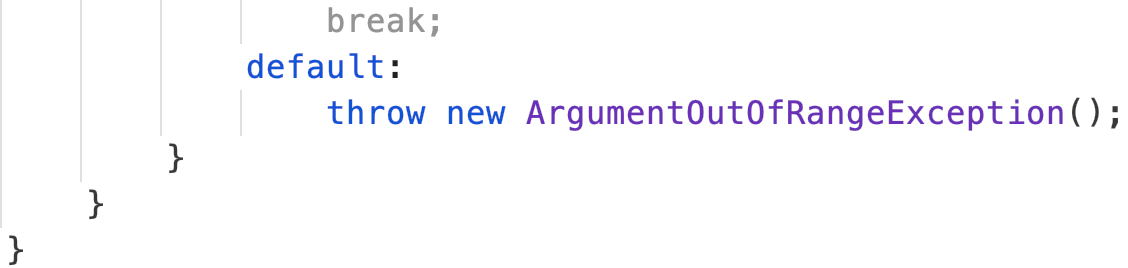 break;
            default:
                throw new ArgumentOutOfRangeException();
        }
    }
}